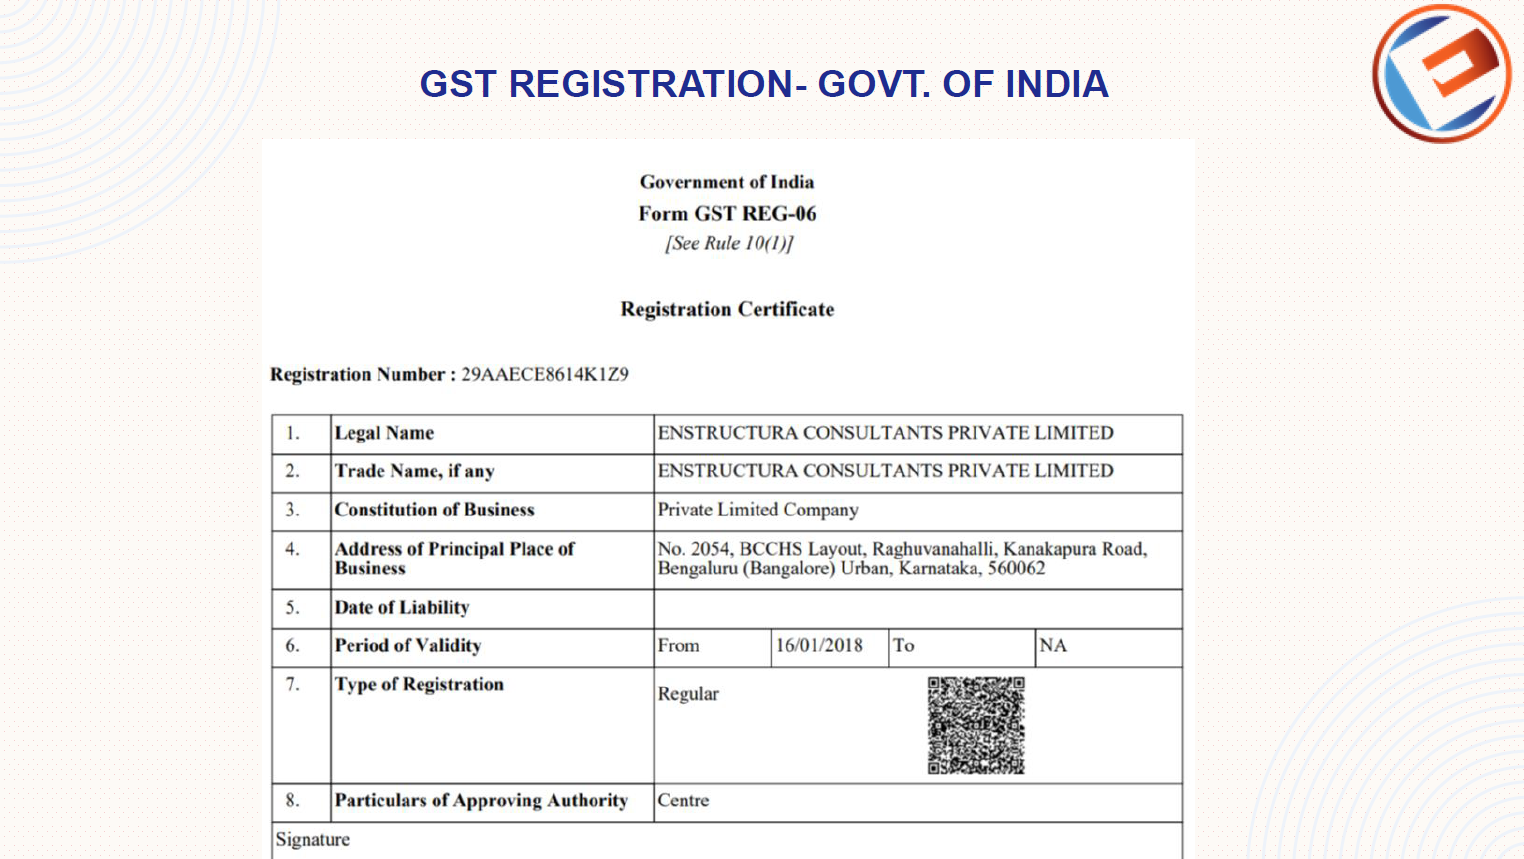 GST REGISTRATION- GOVT. OF INDIA
Government of India
Form GST REG-06
[See Rule 10(1)]
Registration Certificate
Registration Number : 29AAECE8614K1Z9
1. Legal Name ENSTRUCTURA CONSULTANTS PRIVATE LIMITED
2. Trade Name, if any ENSTRUCTURA CONSULTANTS PRIVATE LIMITED
3. Constitution of Business Private Limited Company
4. Address of Principal Place of Business No. 2054, BCCHS Layout, Raghuvanahalli, Kanakapura Road,
Bengaluru (Bangalore) Urban, Karnataka, 560062
5. Date of Liability
6. Period of Validity From 16/01/2018 To NA
7. Type of Registration Regular
8. Particulars of Approving Authority Centre
Signature